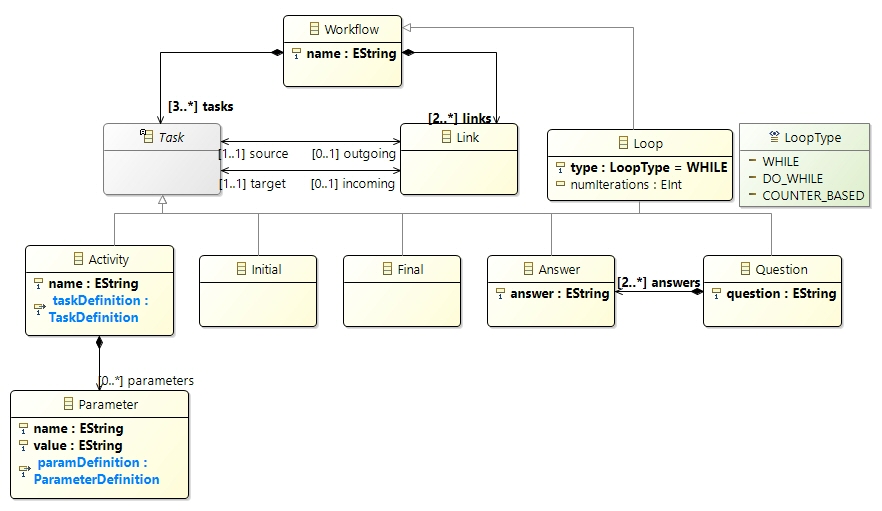 Workflow
name : EString
[3..*] tasks
[2..*] links
Task
Link
[1..1] source
[0..1] outgoing
[1..1] target
[0..1] incoming
Loop
type : LoopType = WHILE
numIterations : EInt
LoopType
WHILE
DO_WHILE
COUNTER_BASED
Activity
name : EString
taskDefinition :
TaskDefinition
Initial
Final
Answer
answer : EString
[2..*] answers
Question
question : EString
[0..*] parameters
Parameter
name : EString
value : EString
paramDefinition :
ParameterDefinition